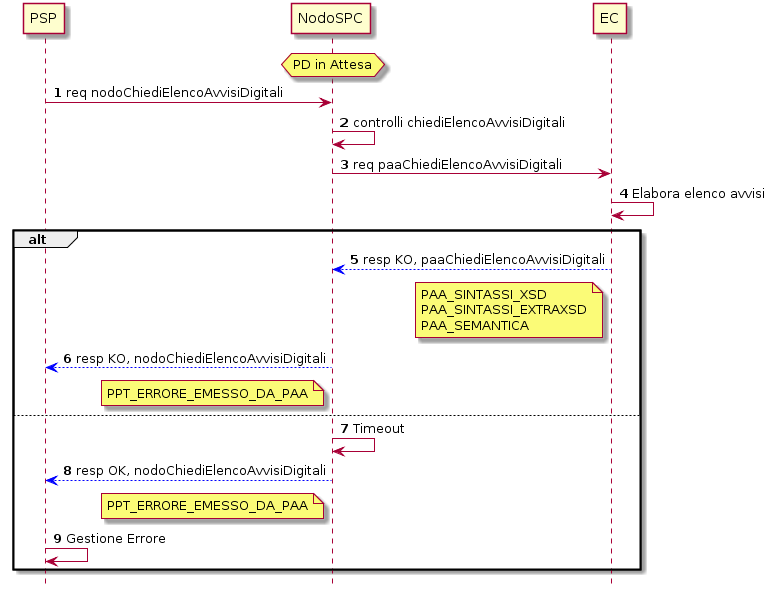 PSP
NodoSPC
EC
PD in Attesa
1 req nodoChiediElencoAvvisiDigitali
2 controlli chiediElencoAvvisiDigitali
3 req paaChiediElencoAvvisiDigitali
4 Elabora elenco avvisi
alt
5 resp KO, paaChiediElencoAvvisiDigitali
PAA_SINTASSI_XSD
PAA_SINTASSI_EXTRAXSD
PAA_SEMANTICA
6 resp KO, nodoChiediElencoAvvisiDigitali
PPT_ERRORE_EMESSO_DA_PAA
7 Timeout
8 resp OK, nodoChiediElencoAvvisiDigitali
PPT_ERRORE_EMESSO_DA_PAA
9 Gestione Errore